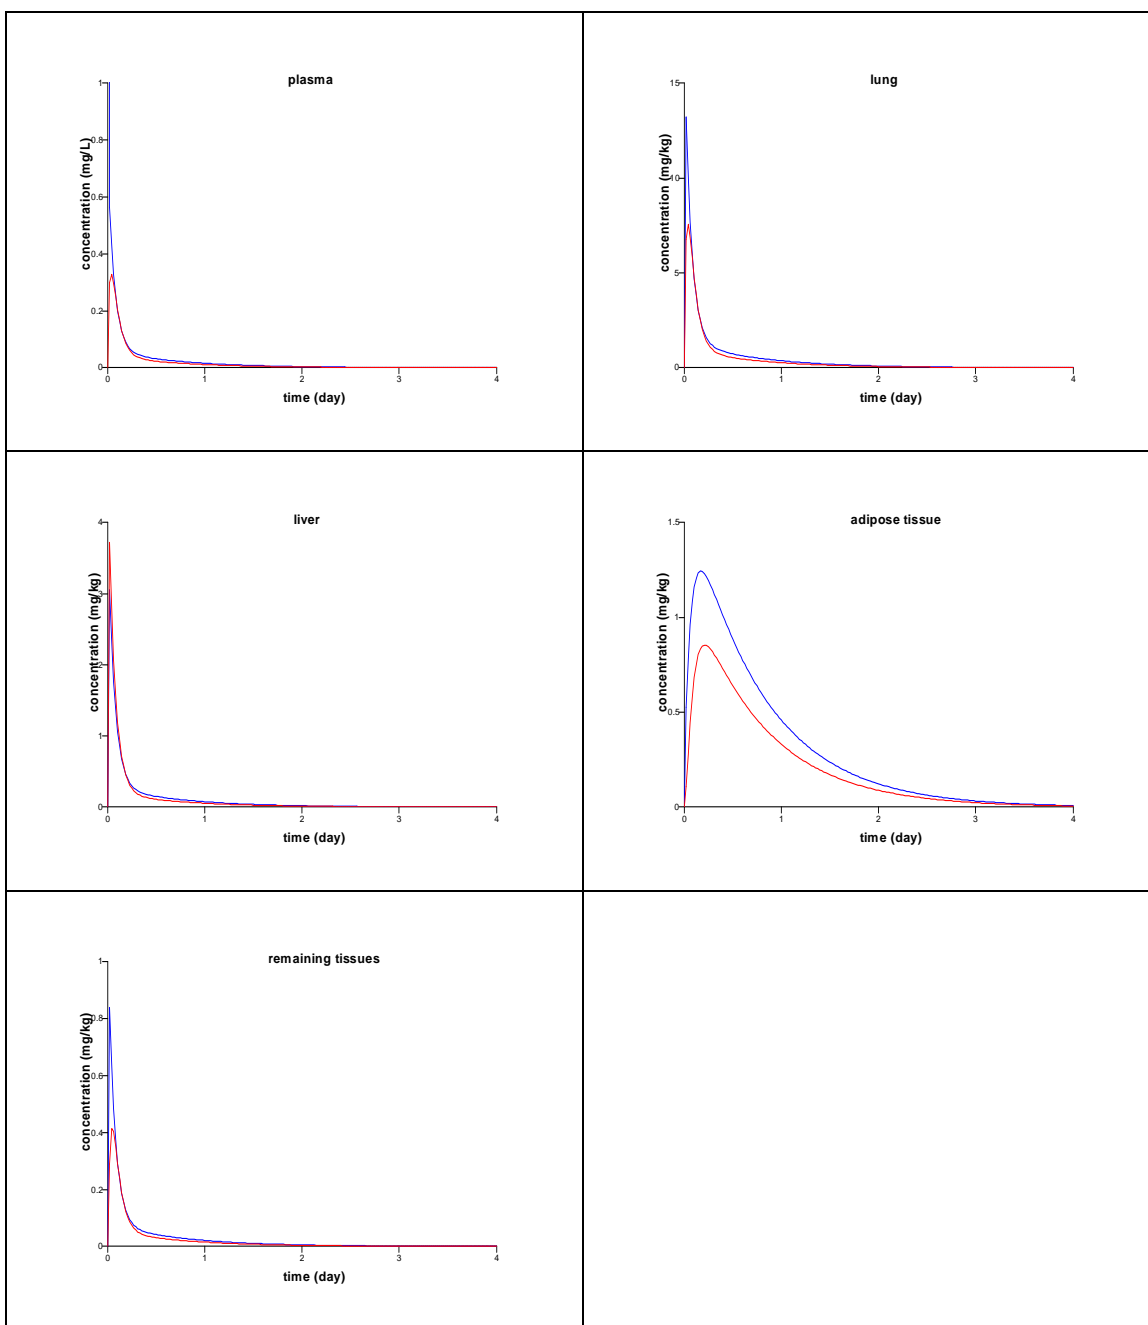 plasma
concentration (mg/L)
1
0.8
0.6
0.4
0.2
0
0 1 2 3 4
time (day)
lung
concentration (mg/kg)
15
10
5
0
0 1 2 3 4
time (day)
liver
concentration (mg/kg)
4
3
2
1
0
0 1 2 3 4
time (day)
adipose tissue
concentration (mg/kg)
1.5
1
0.5
0
0 1 2 3 4
time (day)
remaining tissues
concentration (mg/kg)
1
0.8
0.6
0.4
0.2
0
0 1 2 3 4
time (day)